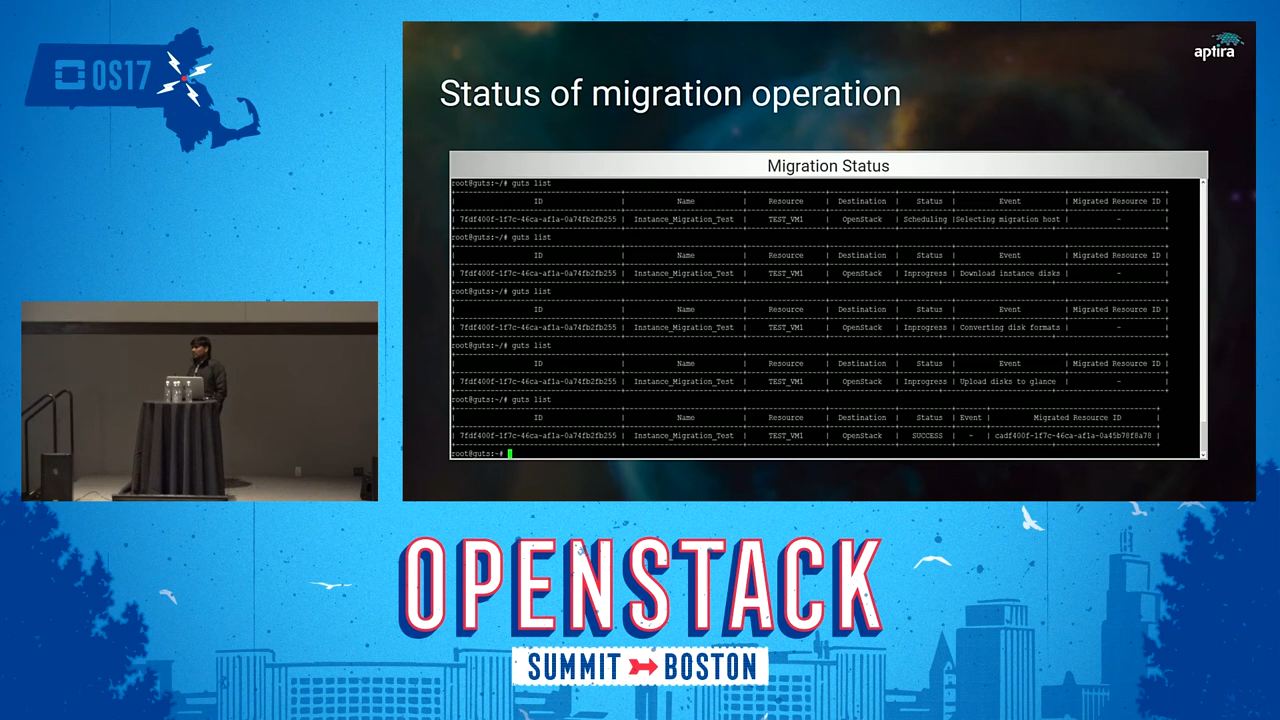 OS17
aptira
Status of migration operation
Migration Status
root@guts:~/# guts list
| ID | Name | Resource | Destination | Status | Event | Migrated Resource ID |
| 7fdf400f-1f7c-46ca-af1a-0a74fb2fb255 | Instance_Migration_Test | TEST_VM1 | OpenStack | Scheduling |Selecting migration host | - |
root@guts:~/# guts list
| ID | Name | Resource | Destination | Status | Event | Migrated Resource ID |
| 7fdf400f-1f7c-46ca-af1a-0a74fb2fb255 | Instance_Migration_Test | TEST_VM1 | OpenStack | Inprogress | Download instance disks | - |
root@guts:~/# guts list
| ID | Name | Resource | Destination | Status | Event | Migrated Resource ID |
| 7fdf400f-1f7c-46ca-af1a-0a74fb2fb255 | Instance_Migration_Test | TEST_VM1 | OpenStack | Inprogress | Converting disk formats | - |
root@guts:~/# guts list
| ID | Name | Resource | Destination | Status | Event | Migrated Resource ID |
| 7fdf400f-1f7c-46ca-af1a-0a74fb2fb255 | Instance_Migration_Test | TEST_VM1 | OpenStack | Inprogress | Upload disks to glance | - |
root@guts:~/# guts list
| ID | Name | Resource | Destination | Status | Event | Migrated Resource ID |
| 7fdf400f-1f7c-46ca-af1a-0a74fb2fb255 | Instance_Migration_Test | TEST_VM1 | OpenStack | SUCCESS | - | cadf400f-1f7c-46ca-af1a-0a45b78f8a78 |
root@guts:~#
OPENSTACK
SUMMIT BOSTON